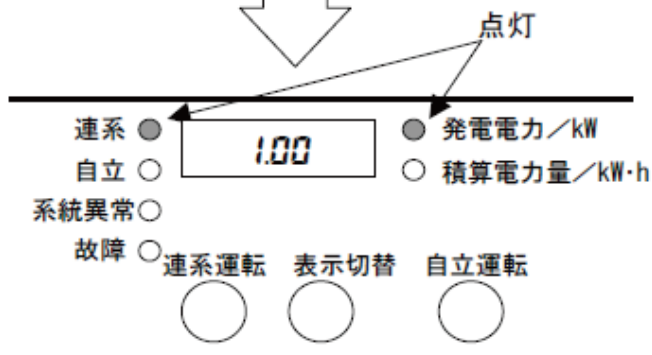 点灯
連系
1.00
発電電力／kW
自立
積算電力量／kW·h
系統異常
故障
連系運転 表示切替 自立運転